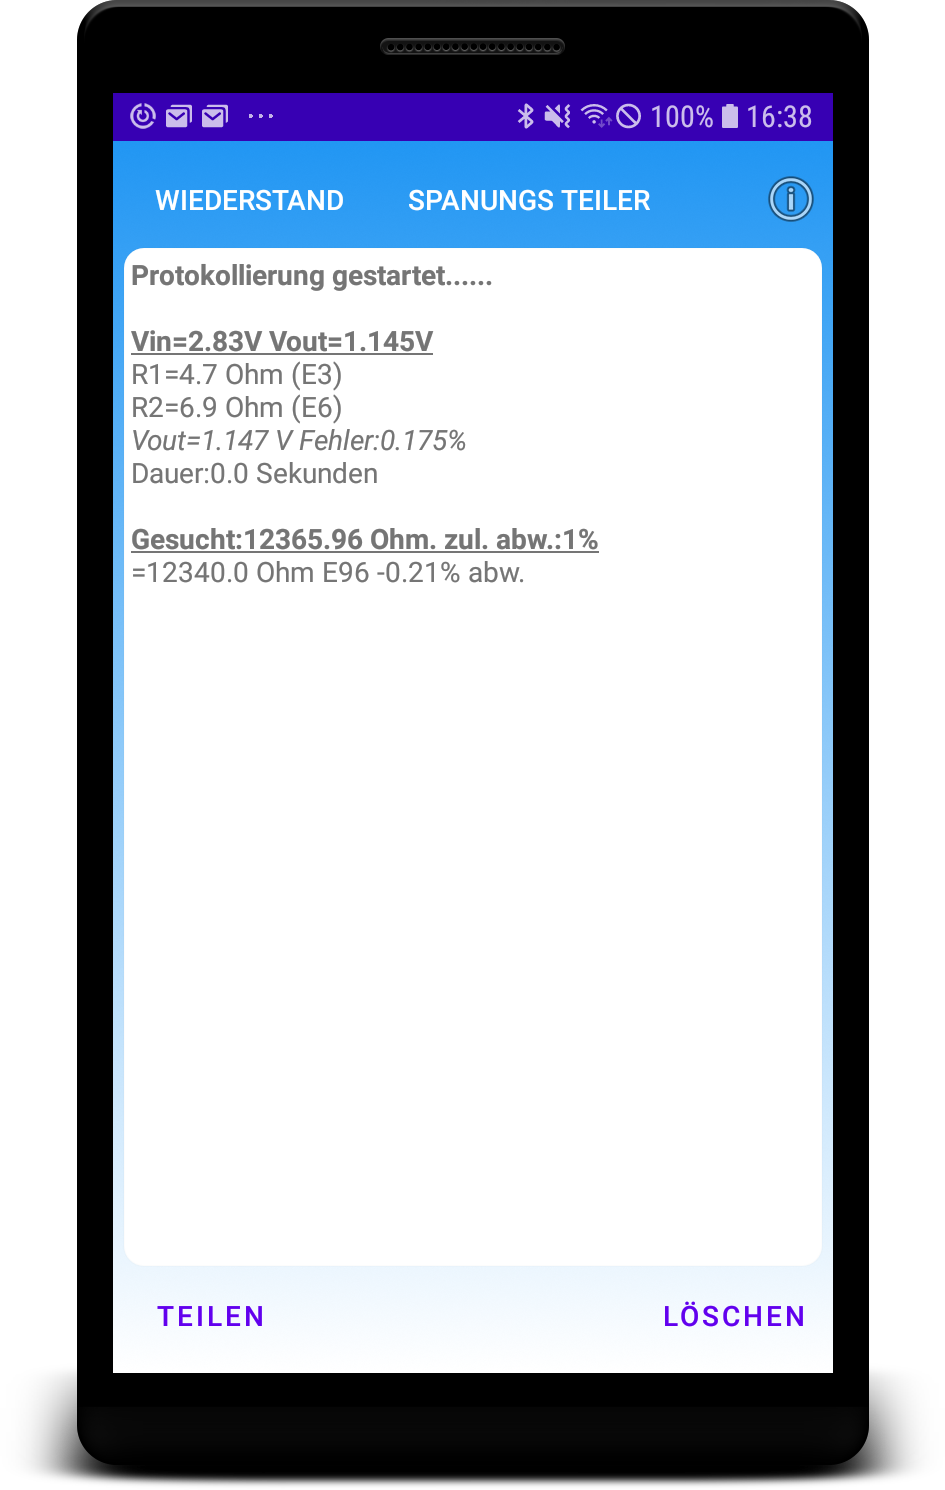 100% 16:38
WIEDERSTAND SPANUNGS TEILER
Protokollierung gestartet......
Vin=2.83V Vout=1.145V
R1=4.7 Ohm (E3)
R2=6.9 Ohm (E6)
Vout=1.147 V Fehler:0.175%
Dauer:0.0 Sekunden
Gesucht:12365.96 Ohm. zul. abw.:1%
=12340.0 Ohm E96 -0.21% abw.
TEILEN LÖSCHEN